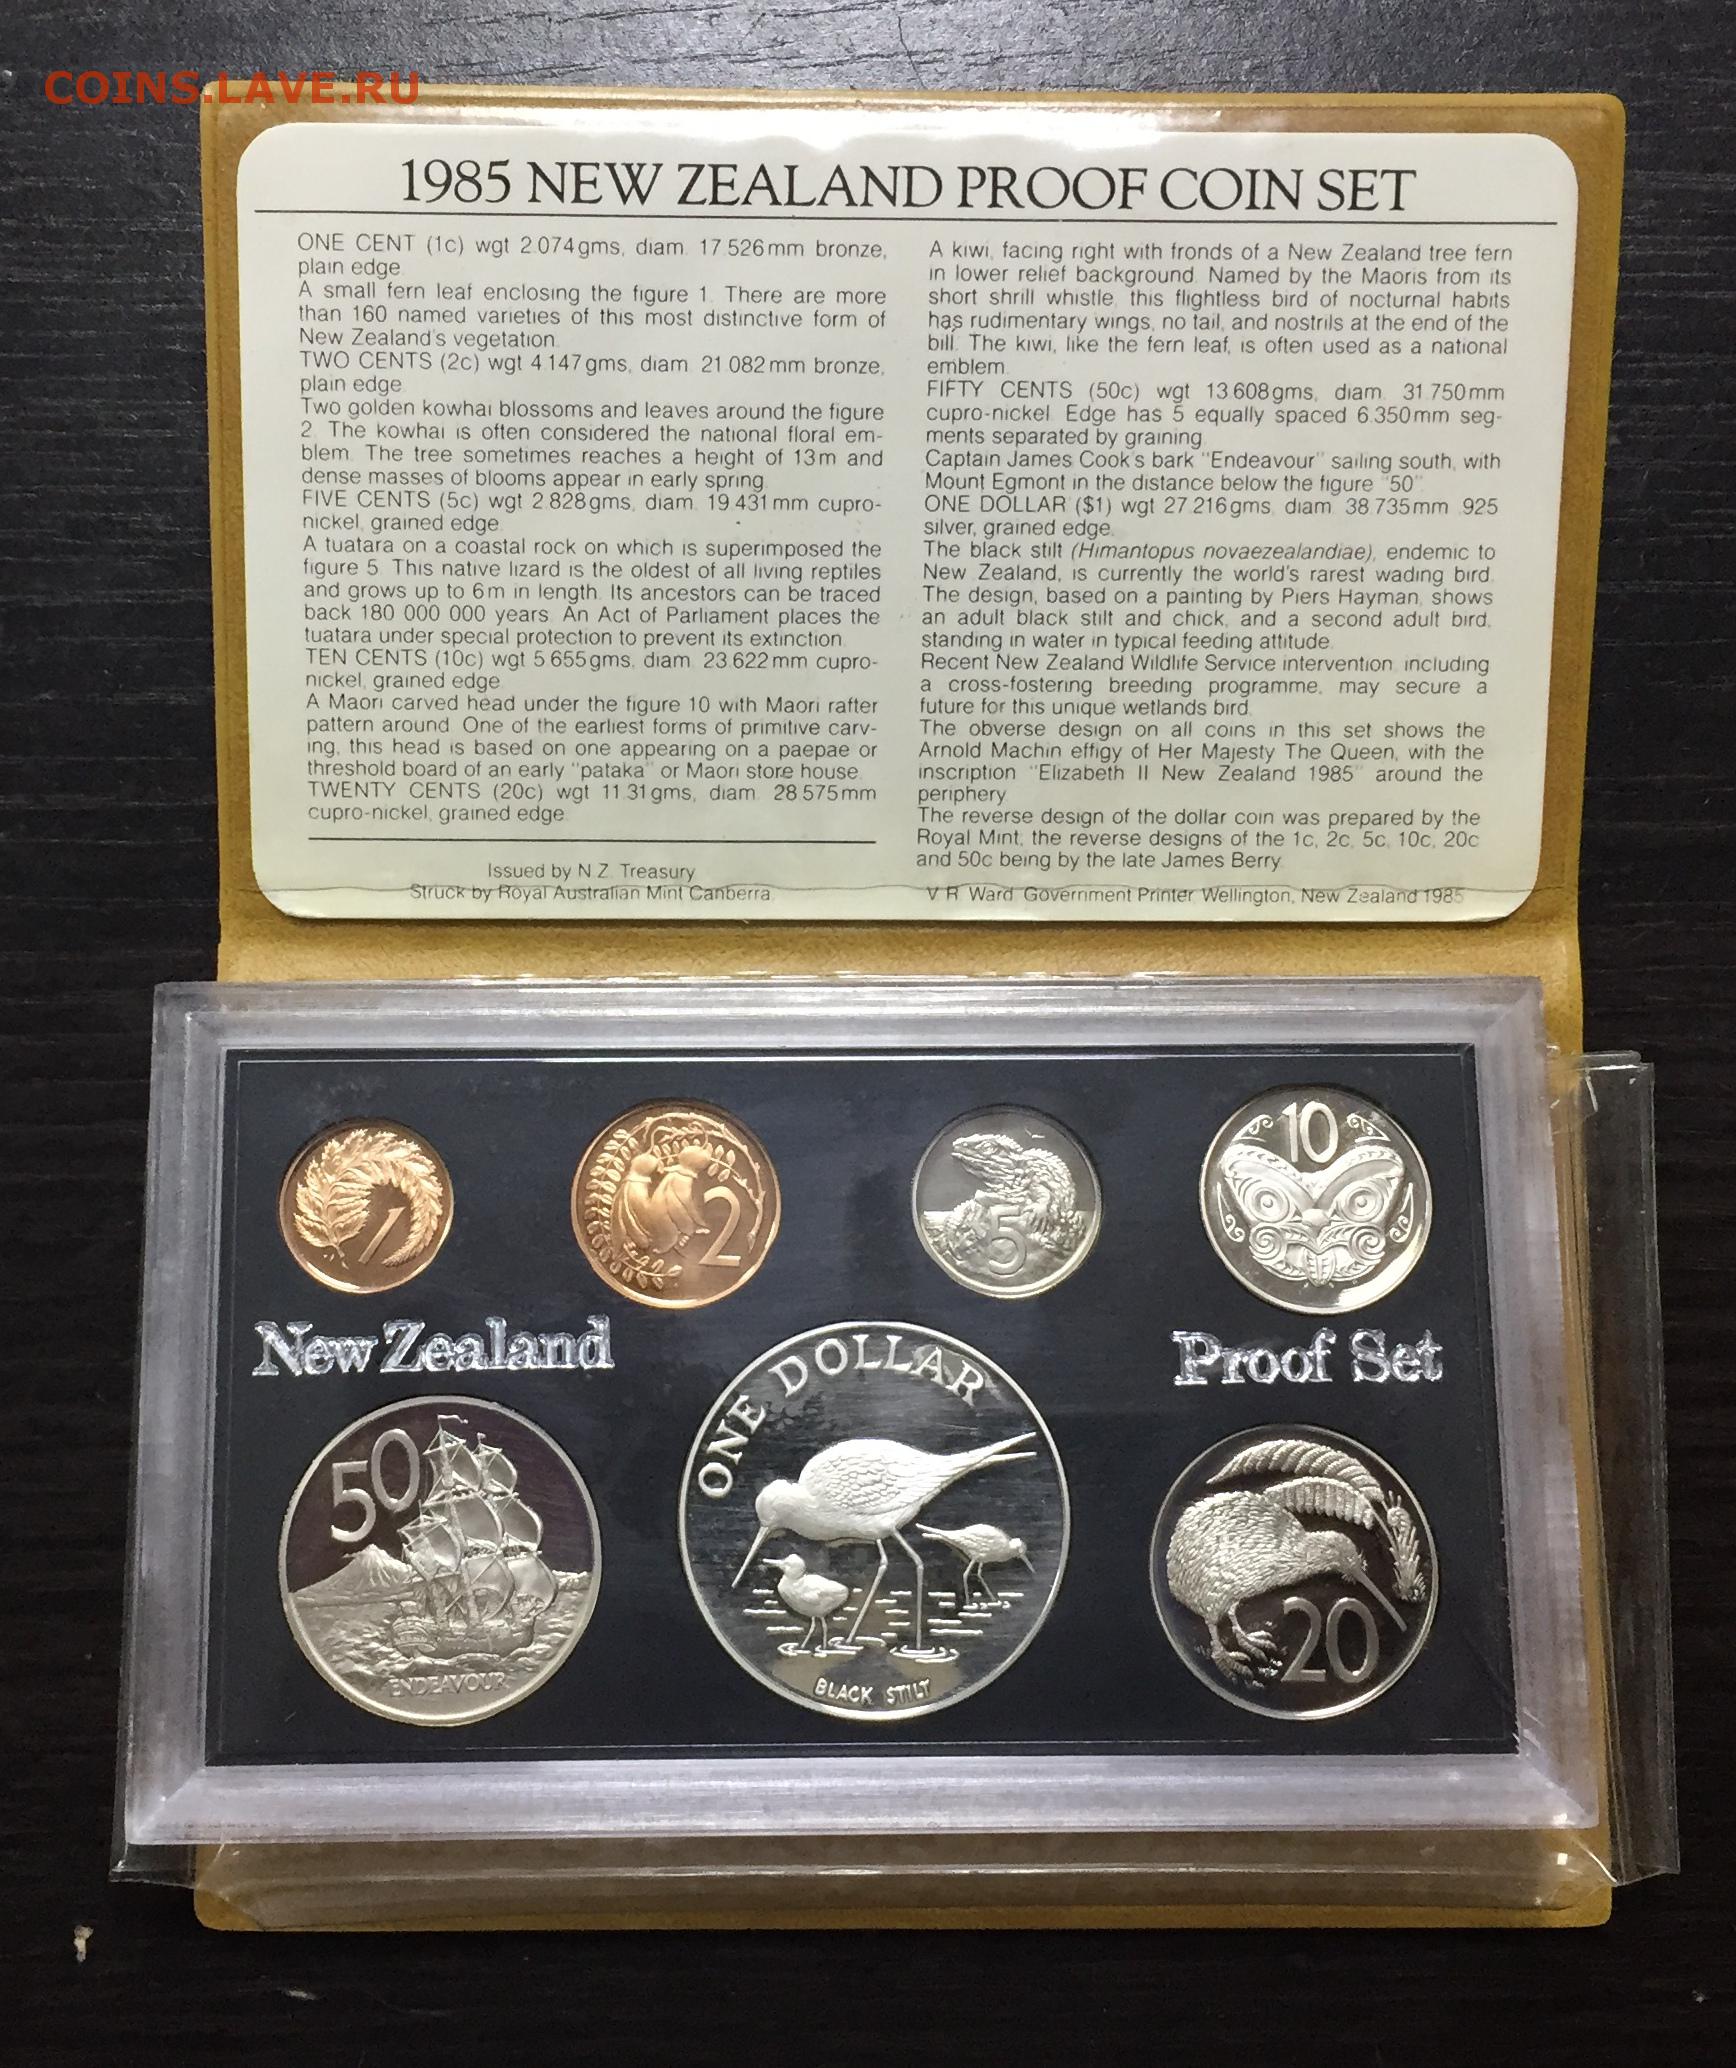 COINS.LAVE.RU
1985 NEW ZEALAND PROOF COIN SET
ONE CENT (1c) wgt 2.074gms, diam. 17.526mm bronze,
plain edge.
A small fern leaf enclosing the figure 1. There are more
than 160 named varieties of this most distinctive form of
New Zealand's vegetation.
TWO CENTS (2c) wgt 4.147gms, diam. 21.082mm bronze,
plain edge.
Two golden kowhai blossoms and leaves around the figure
2. The kowhai is often considered the national floral em-
blem. The tree sometimes reaches a height of 13m and
dense masses of blooms appear in early spring.
FIVE CENTS (5c) wgt 2.828gms, diam. 19.431mm cupro-
nickel, grained edge.
A tuatara on a coastal rock on which is superimposed the
figure 5. This native lizard is the oldest of all living reptiles
and grows up to 6m in length. Its ancestors can be traced
back 180 000 000 years. An Act of Parliament places the
tuatara under special protection to prevent its extinction.
TEN CENTS (10c) wgt 5.655gms, diam. 23.622mm cupro-
nickel, grained edge.
A Maori carved head under the figure 10 with Maori rafter
pattern around. One of the earliest forms of primitive carv-
ing, this head is based on one appearing on a paepae or
threshold board of an early "pataka" or Maori store house.
TWENTY CENTS (20c) wgt 11.31gms, diam. 28.575mm
cupro-nickel, grained edge.
Issued by N.Z. Treasury
Struck by Royal Australian Mint Canberra.
A kiwi, facing right with fronds of a New Zealand tree fern
in lower relief background. Named by the Maoris from its
short shrill whistle, this flightless bird of nocturnal habits
has rudimentary wings, no tail, and nostrils at the end of the
bill. The kiwi, like the fern leaf, is often used as a national
emblem.
FIFTY CENTS (50c) wgt 13.608gms, diam. 31.750mm
cupro-nickel. Edge has 5 equally spaced 6.350mm seg-
ments separated by graining.
Captain James Cook's bark "Endeavour" sailing south, with
Mount Egmont in the distance below the figure "50".
ONE DOLLAR ($1) wgt 27.216gms, diam. 38.735mm .925
silver, grained edge.
The black stilt (Himantopus novaezealandiae), endemic to
New Zealand, is currently the world's rarest wading bird.
The design, based on a painting by Piers Hayman, shows
an adult black stilt and chick, and a second adult bird,
standing in water in typical feeding attitude.
Recent New Zealand Wildlife Service intervention, including
a cross-fostering breeding programme, may secure a
future for this unique wetlands bird.
The obverse design on all coins in this set shows the
Arnold Machin effigy of Her Majesty The Queen, with the
inscription "Elizabeth II New Zealand 1985" around the
periphery.
The reverse design of the dollar coin was prepared by the
Royal Mint, the reverse designs of the 1c, 2c, 5c, 10c, 20c
and 50c being by the late James Berry.
V.R. Ward Government Printer Wellington, New Zealand 1985
1
2
5
10
New Zealand
Proof Set
50
ENDEAVOUR
ONE DOLLAR
BLACK STILT
20